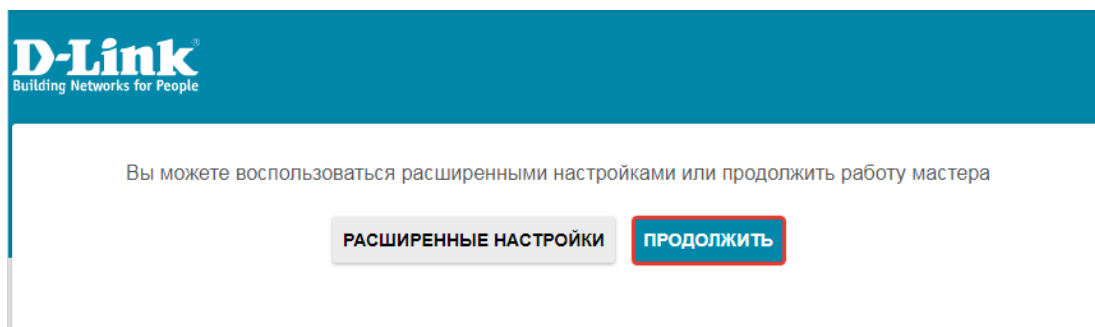 D-Link®
Building Networks for People
Вы можете воспользоваться расширенными настройками или продолжить работу мастера
РАСШИРЕННЫЕ НАСТРОЙКИ ПРОДОЛЖИТЬ